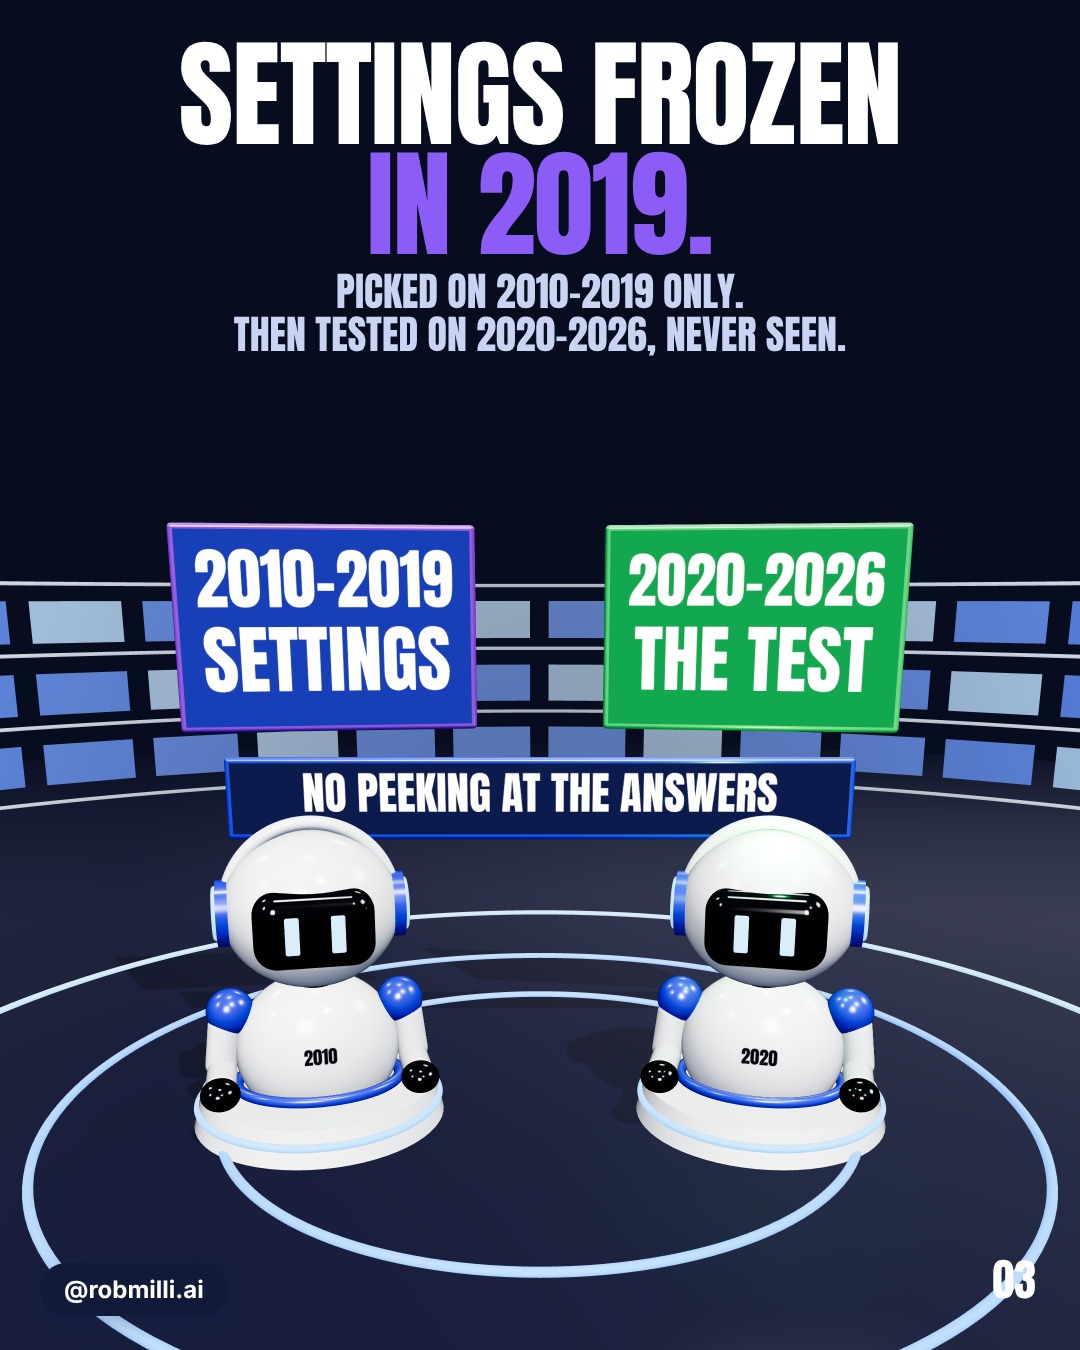 SETTINGS FROZEN
IN 2019.
PICKED ON 2010-2019 ONLY.
THEN TESTED ON 2020-2026, NEVER SEEN.
2010-2019
SETTINGS
2020-2026
THE TEST
NO PEEKING AT THE ANSWERS
2010
2020
@robmilli.ai
03